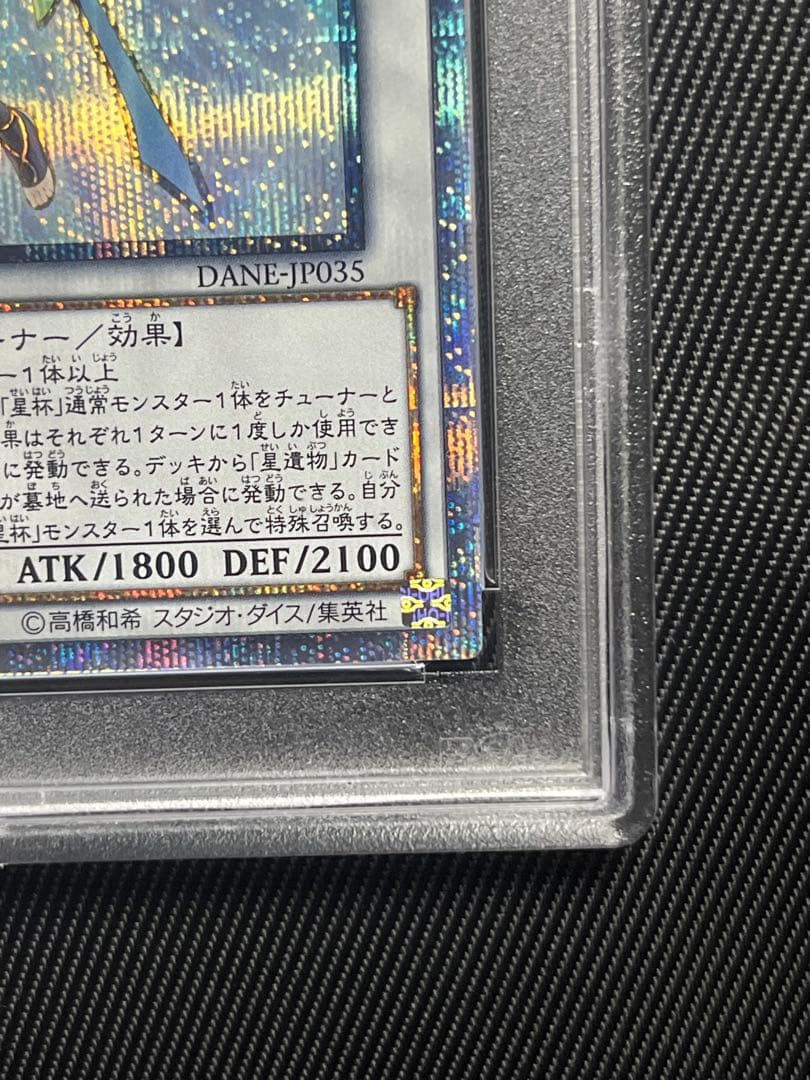 DANE-JP035
ーナー／効果】
ー1体以上
「星杯」通常モンスター1体をチューナーと
果はそれぞれ1ターンに1度しか使用でき
に発動できる。デッキから「星遺物」カード
が墓地へ送られた場合に発動できる。自分
星杯」モンスター1体を選んで特殊召喚する。
ATK/1800 DEF/2100
©高橋和希 スタジオ・ダイス/集英社